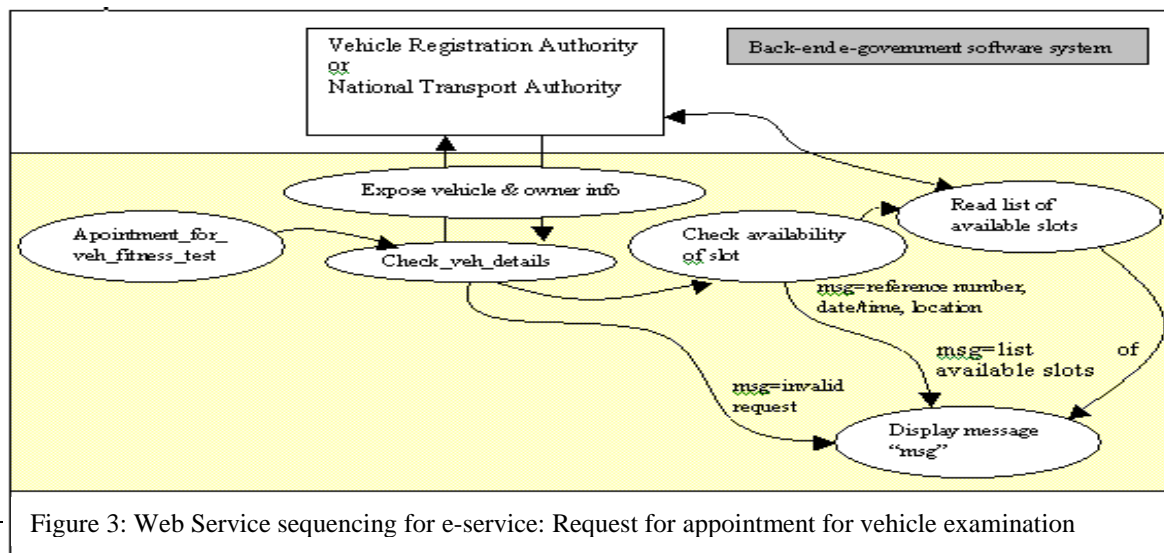 Vehicle Registration Authority
or
National Transport Authority
Back-end e-government software system
Expose vehicle & owner info
Apointment_for_
veh_fitness_test
Check_veh_details
Check availability
of slot
Read list of
available slots
msg=reference number,
date/time, location
msg=list of
available slots
msg=invalid
request
Display message
“msg”
Figure 3: Web Service sequencing for e-service: Request for appointment for vehicle examination